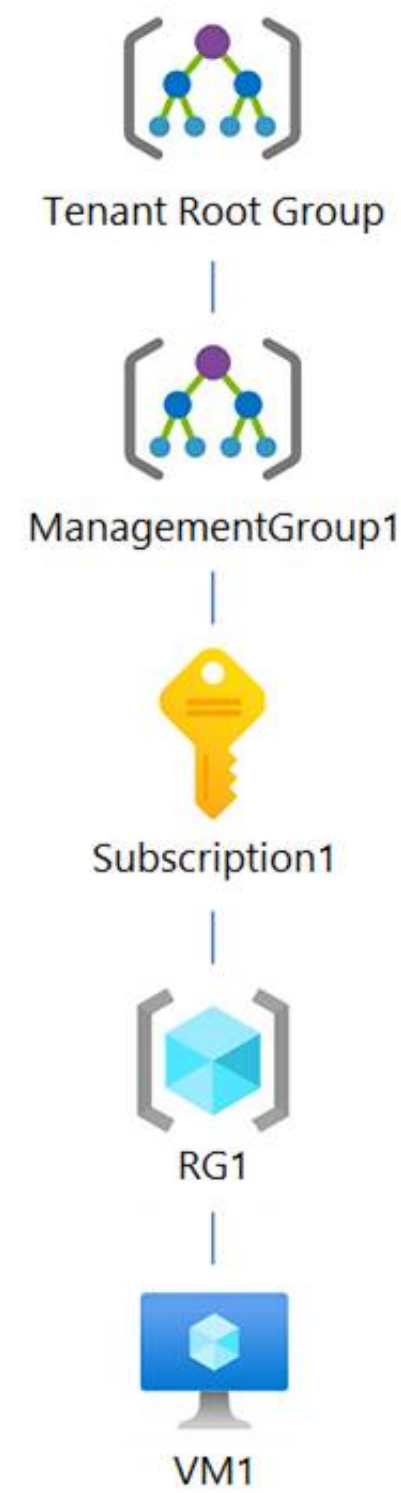 Tenant Root Group
ManagementGroup1
Subscription1
RG1
VM1